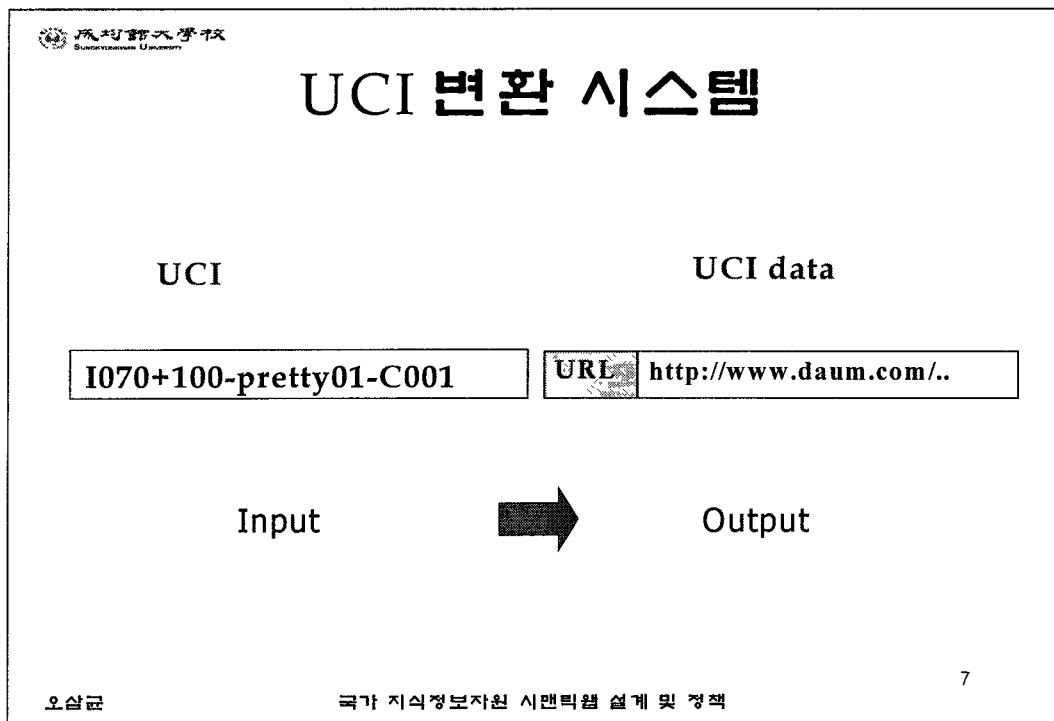 成均館大學校
SUNGKYUNKWAN UNIVERSITY
UCI 변환 시스템
UCI
UCI data
I070+100-pretty01-C001
URL http://www.daum.com/..
Input
Output
7
오삼균
국가 지식정보자원 시맨틱웹 설계 및 정책